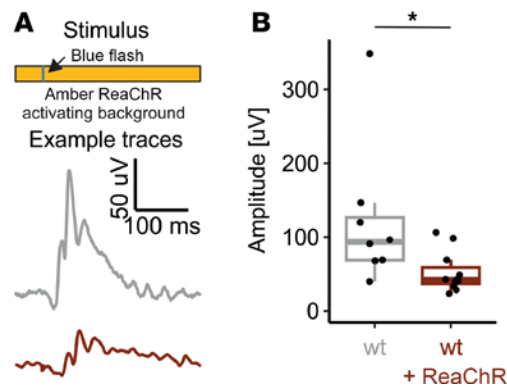 A
Stimulus
Blue flash
Amber ReaChR
activating background
Example traces
50 uV
100 ms
B
*
Amplitude [uV]
300
200
100
0
wt
wt
+ ReaChR